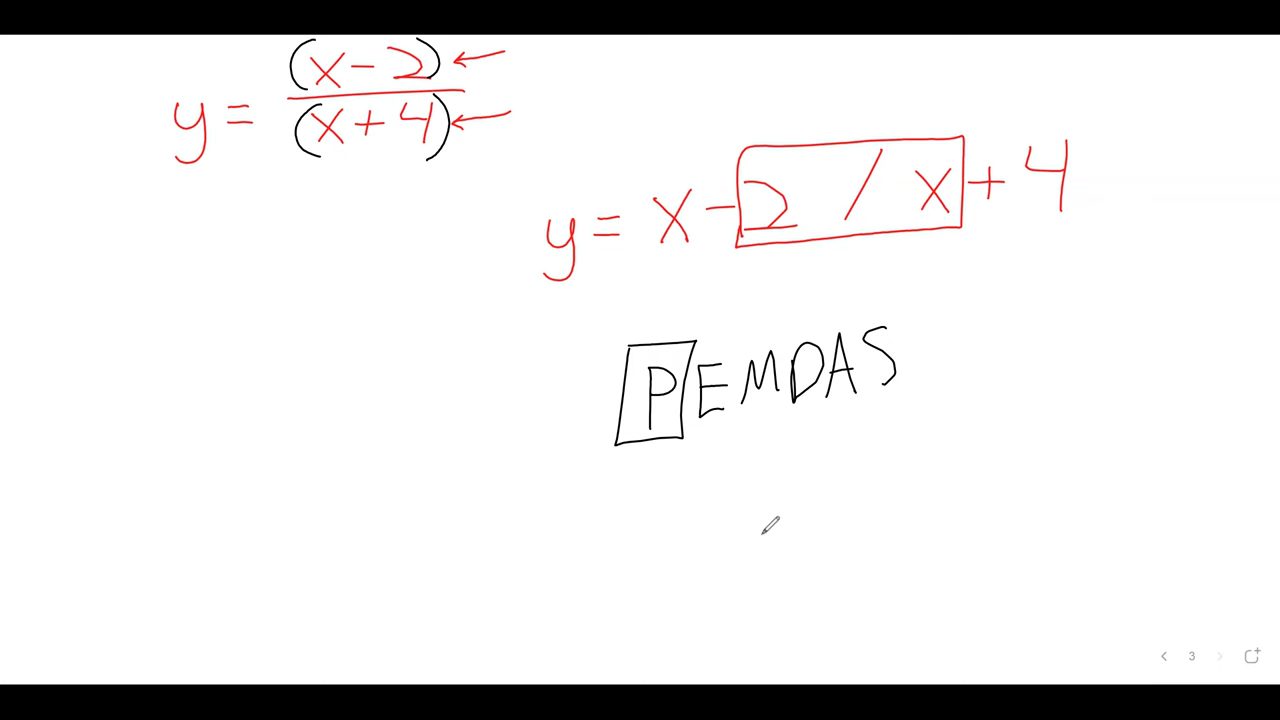 y = (x - 2) / (x + 4)
y = x - 2 / x + 4
PEMDAS
3